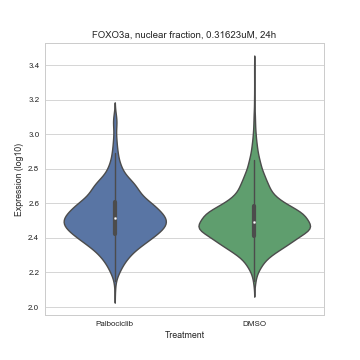 FOXO3a, nuclear fraction, 0.31623uM, 24h
3.4
3.2
3.0
2.8
2.6
2.4
2.2
2.0
Expression (log10)
Palbociclib
DMSO
Treatment